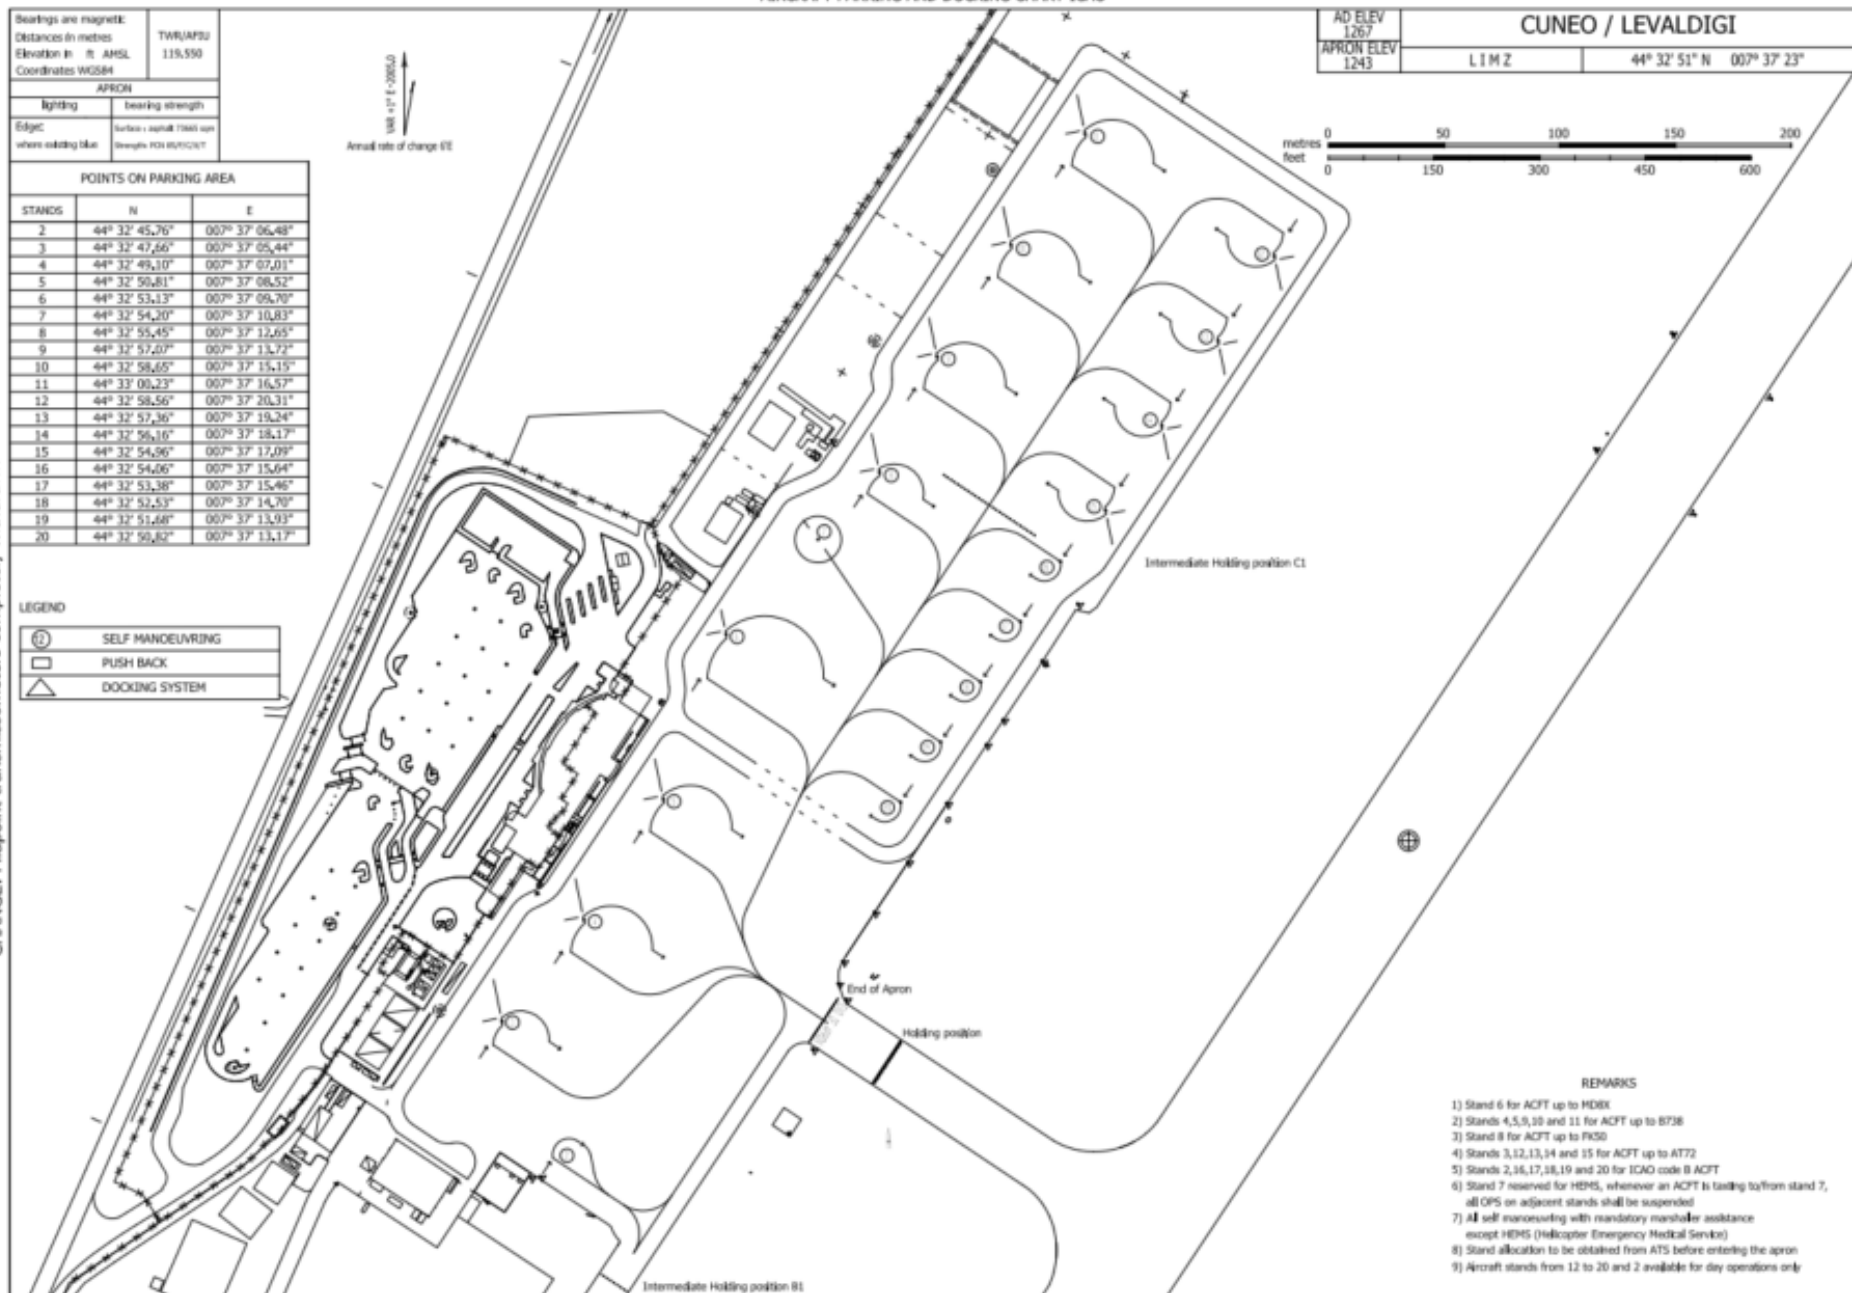 Bearings are magnetic
Distances in metres
Elevation in ft AMSL
Coordinates WGS84
TWR/AFIU
119,550
APRON
lighting bearing strength
Edge:
where existing blue
Surface : asphalt
VAR +1° E -2005,0
Annual rate of change 6'E
AD ELEV
1267
APRON ELEV
1243
CUNEO / LEVALDIGI
L I M Z
44° 32' 51" N 007° 37' 23"
metres 0 50 100 150 200
feet 0 150 300 450 600
POINTS ON PARKING AREA
STANDS N E
2 44° 32' 45,76" 007° 37' 06,48"
3 44° 32' 47,66" 007° 37' 05,44"
4 44° 32' 49,10" 007° 37' 07,01"
5 44° 32' 50,81" 007° 37' 08,52"
6 44° 32' 53,13" 007° 37' 09,70"
7 44° 32' 54,20" 007° 37' 10,83"
8 44° 32' 55,45" 007° 37' 12,65"
9 44° 32' 57,07" 007° 37' 13,72"
10 44° 32' 58,65" 007° 37' 15,15"
11 44° 33' 00,23" 007° 37' 16,57"
12 44° 32' 58,56" 007° 37' 20,31"
13 44° 32' 57,36" 007° 37' 19,24"
14 44° 32' 56,16" 007° 37' 18,17"
15 44° 32' 54,96" 007° 37' 17,09"
16 44° 32' 54,06" 007° 37' 15,64"
17 44° 32' 53,38" 007° 37' 15,46"
18 44° 32' 52,53" 007° 37' 14,70"
19 44° 32' 51,68" 007° 37' 13,93"
20 44° 32' 50,82" 007° 37' 13,17"
LEGEND
12 SELF MANOEUVRING
PUSH BACK
DOCKING SYSTEM
Intermediate Holding position C1
End of Apron
Holding position
Intermediate Holding position B1
REMARKS
1) Stand 6 for ACFT up to MD8X
2) Stands 4,5,9,10 and 11 for ACFT up to B738
3) Stand 8 for ACFT up to FK50
4) Stands 3,12,13,14 and 15 for ACFT up to AT72
5) Stands 2,16,17,18,19 and 20 for ICAO code B ACFT
6) Stand 7 reserved for HEMS, whenever an ACFT is taxiing to/from stand 7,
all OPS on adjacent stands shall be suspended
7) All self manoeuvring with mandatory marshaller assistance
except HEMS (Helicopter Emergency Medical Service)
8) Stand allocation to be obtained from ATS before entering the apron
9) Aircraft stands from 12 to 20 and 2 available for day operations only